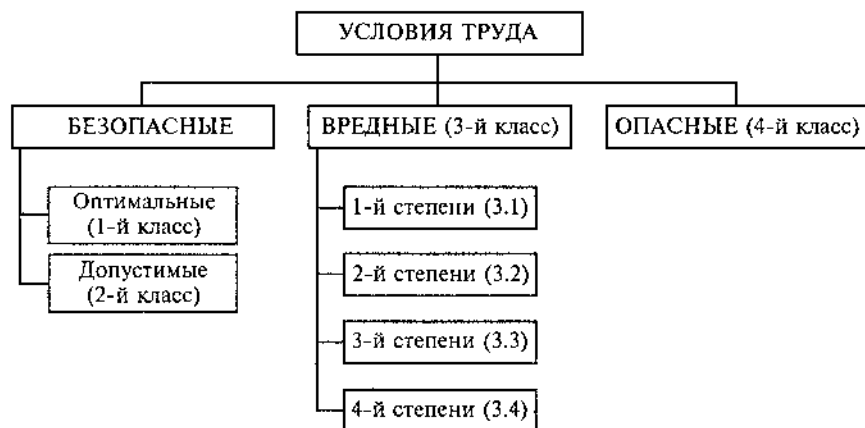 УСЛОВИЯ ТРУДА
БЕЗОПАСНЫЕ
ВРЕДНЫЕ (3-й класс)
ОПАСНЫЕ (4-й класс)
Оптимальные
(1-й класс)
Допустимые
(2-й класс)
1-й степени (3.1)
2-й степени (3.2)
3-й степени (3.3)
4-й степени (3.4)